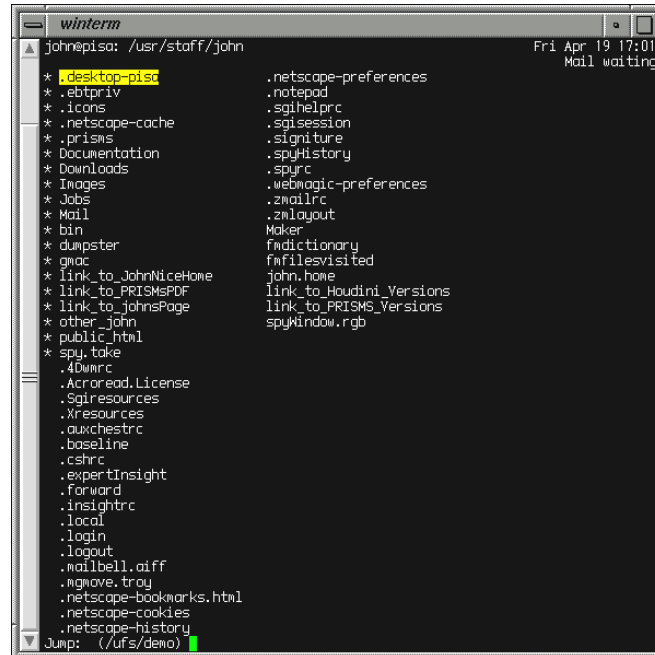 winterm
john@pisa: /usr/staff/john Fri Apr 19 17:01
Mail waiting
* .desktop-pisa .netscape-preferences
* .ebtpriv .notepad
* .icons .sgihelprc
* .netscape-cache .sgisession
* .prisms .signiture
* Documentation .spyHistory
* Downloads .spyrc
* Images .webmagic-preferences
* Jobs .zmailrc
* Mail .zmlayout
* bin Maker
* dumpster fmdictionary
* gmac fmfilesvisited
* link_to_JohnNiceHome john.home
* link_to_PRISMsPDF link_to_Houdini_Versions
* link_to_johnsPage link_to_PRISMS_Versions
* other_john spyWindow.rgb
* public_html
* spy.take
.4Dwmrc
.Acroread.License
.Sgiresources
.Xresources
.auxchestrc
.baseline
.cshrc
.expertInsight
.forward
.insightrc
.local
.login
.logout
.mailbell.aiff
.mgmove.troy
.netscape-bookmarks.html
.netscape-cookies
.netscape-history
Jump: (/ufs/demo)